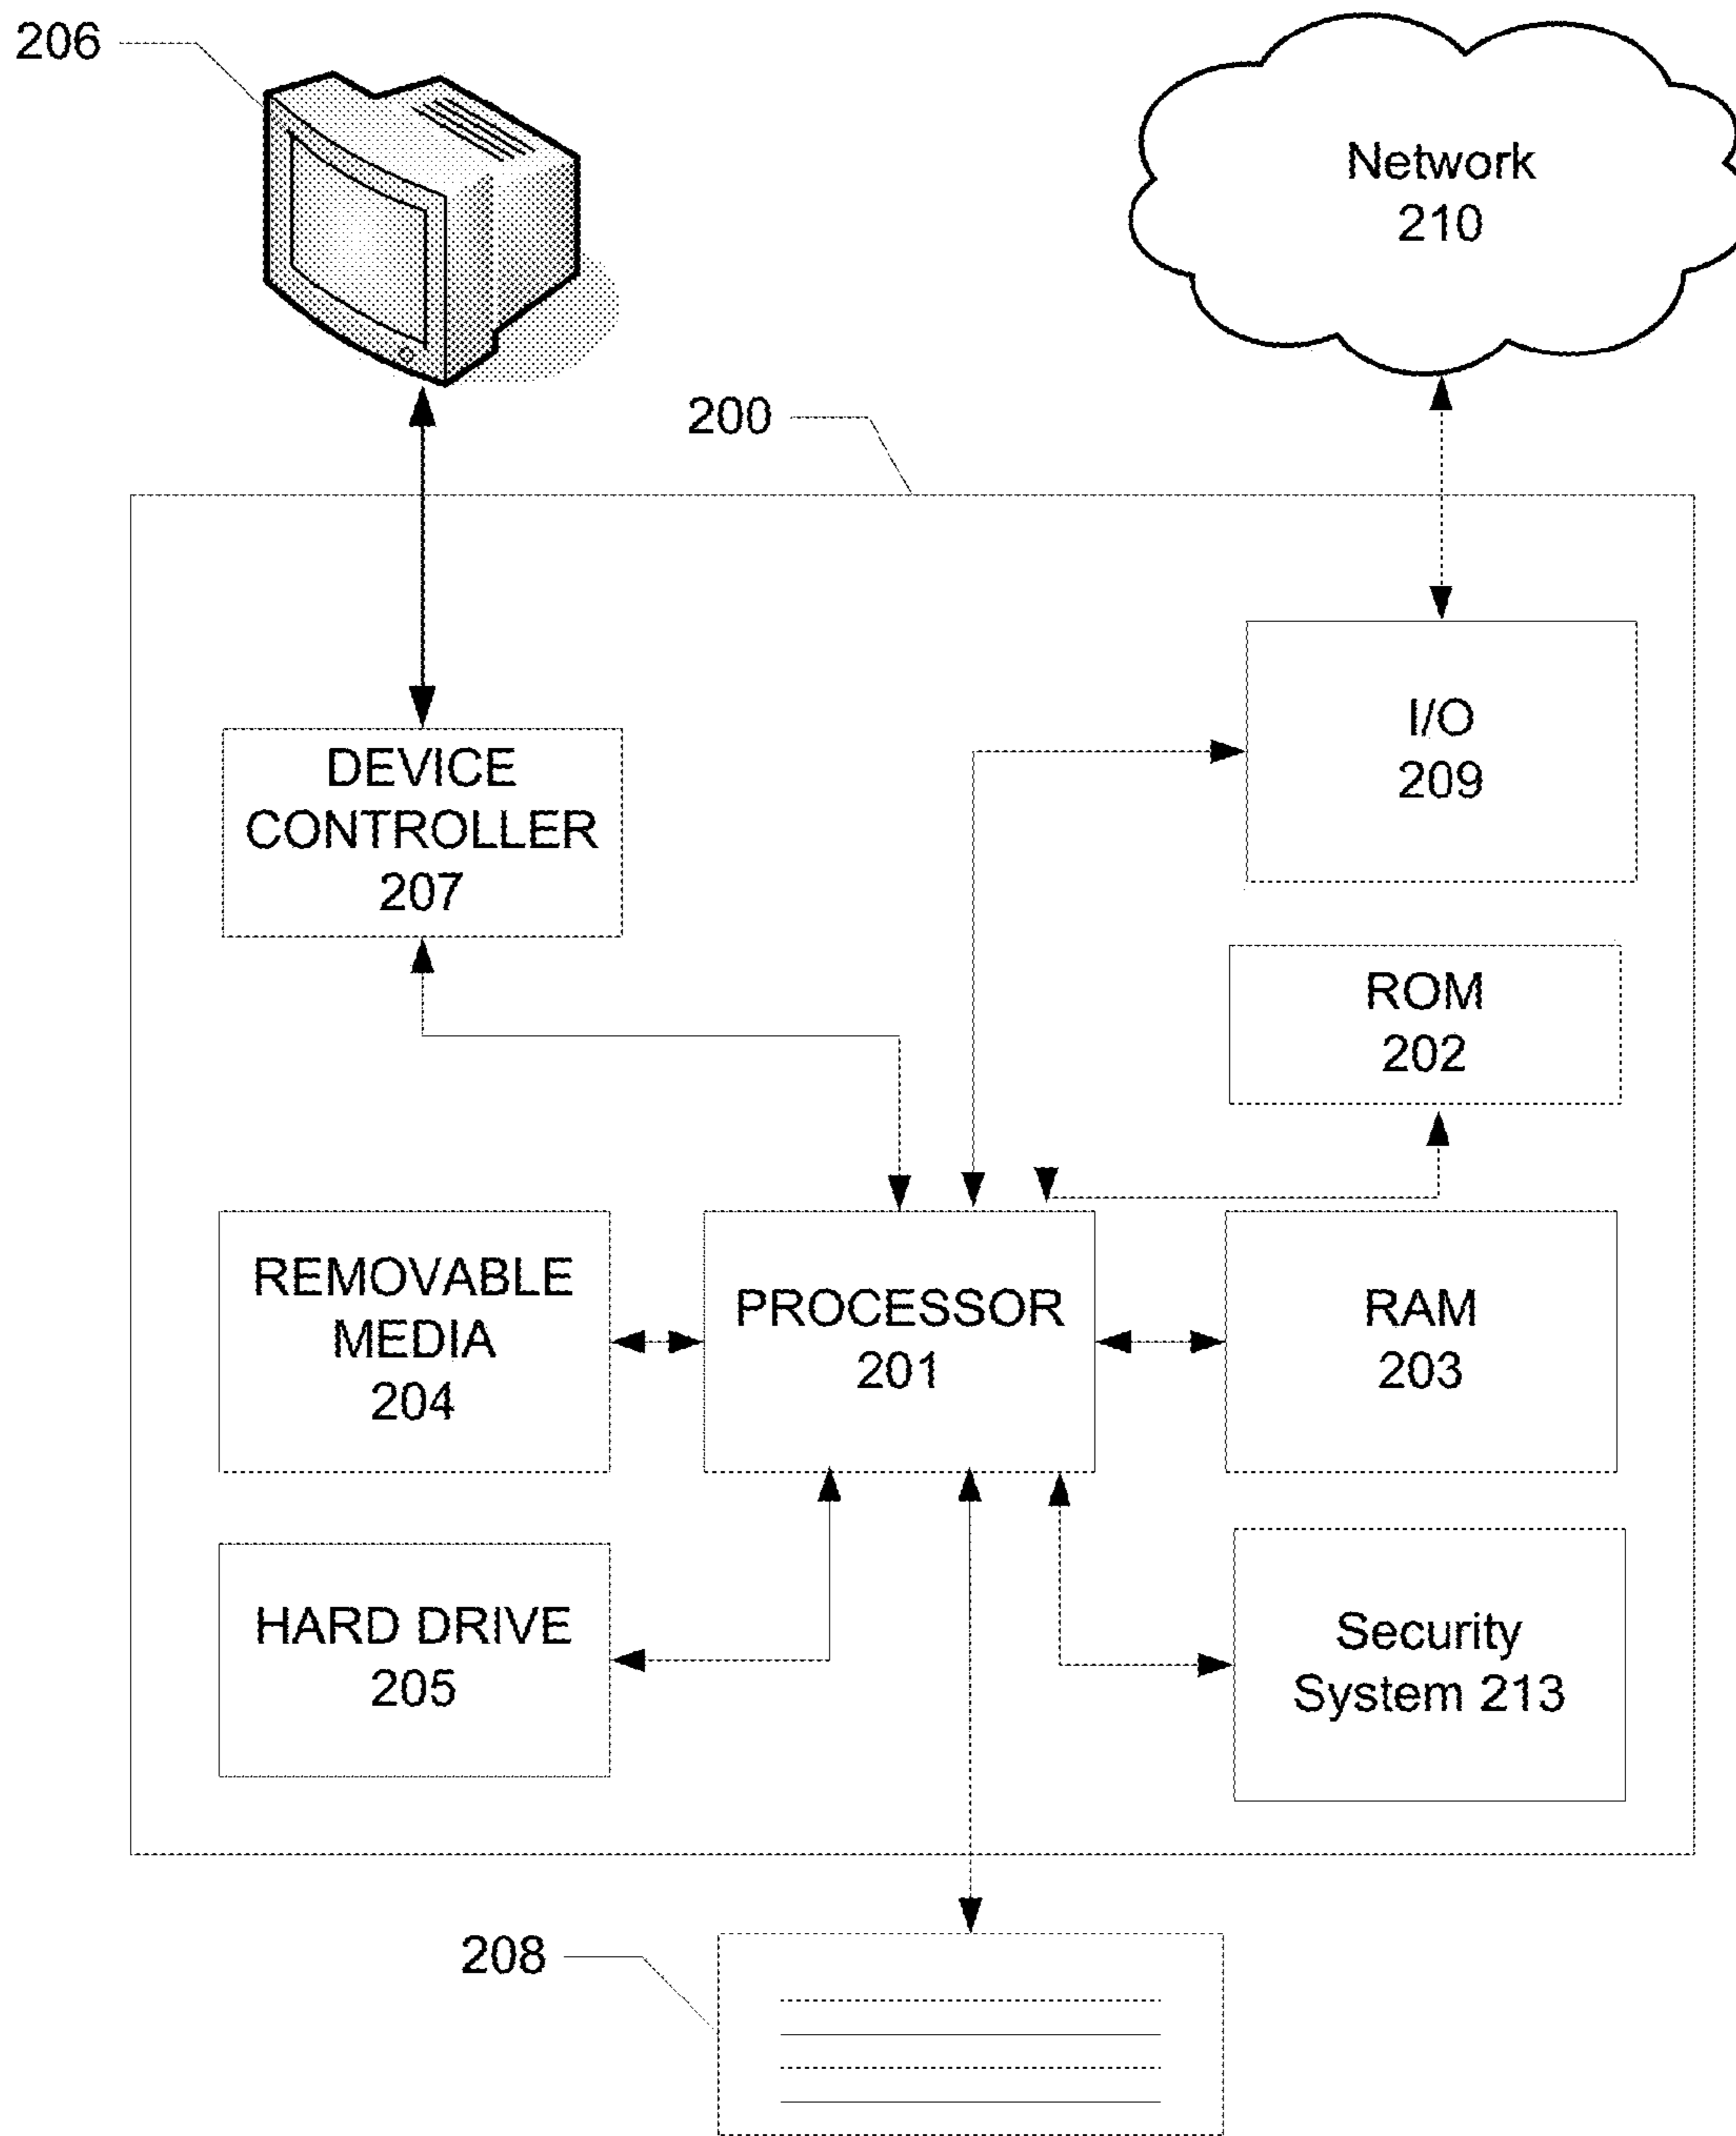 206
Network
210
200
I/O
209
DEVICE
CONTROLLER
207
ROM
202
REMOVABLE
MEDIA
204
PROCESSOR
201
RAM
203
HARD DRIVE
205
Security
System 213
208